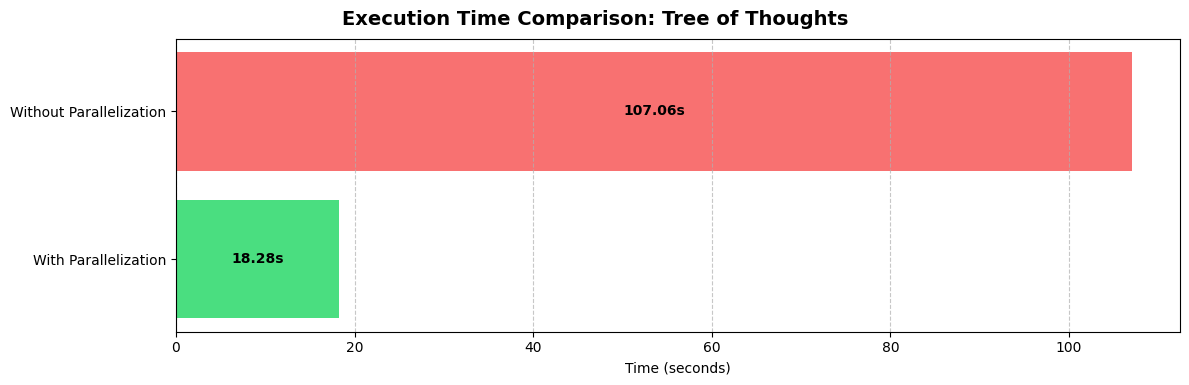 Execution Time Comparison: Tree of Thoughts
Without Parallelization
107.06s
With Parallelization
18.28s
0 20 40 60 80 100
Time (seconds)